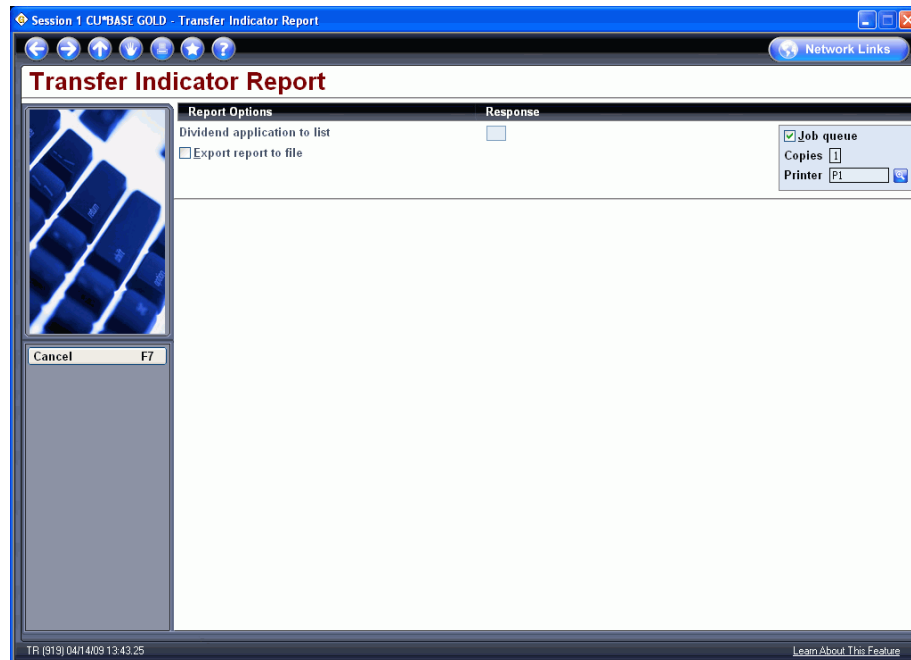 Session 1 CU*BASE GOLD - Transfer Indicator Report
Network Links
Transfer Indicator Report
Report Options Response
Dividend application to list
Export report to file
Job queue
Copies 1
Printer P1
Cancel F7
TR (919) 04/14/09 13:43.25
Learn About This Feature